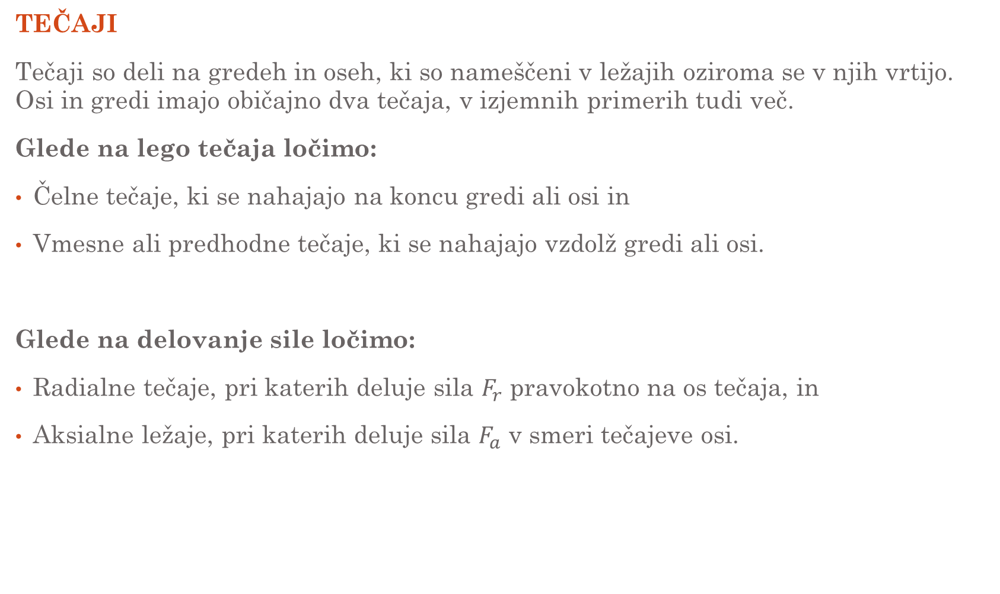 TEČAJI
Tečaji so deli na gredeh in oseh, ki so nameščeni v ležajih oziroma se v njih vrtijo.
Osi in gredi imajo običajno dva tečaja, v izjemnih primerih tudi več.
Glede na lego tečaja ločimo:
• Čelne tečaje, ki se nahajajo na koncu gredi ali osi in
• Vmesne ali predhodne tečaje, ki se nahajajo vzdolž gredi ali osi.
Glede na delovanje sile ločimo:
• Radialne tečaje, pri katerih deluje sila Fr pravokotno na os tečaja, in
• Aksialne ležaje, pri katerih deluje sila Fa v smeri tečajeve osi.